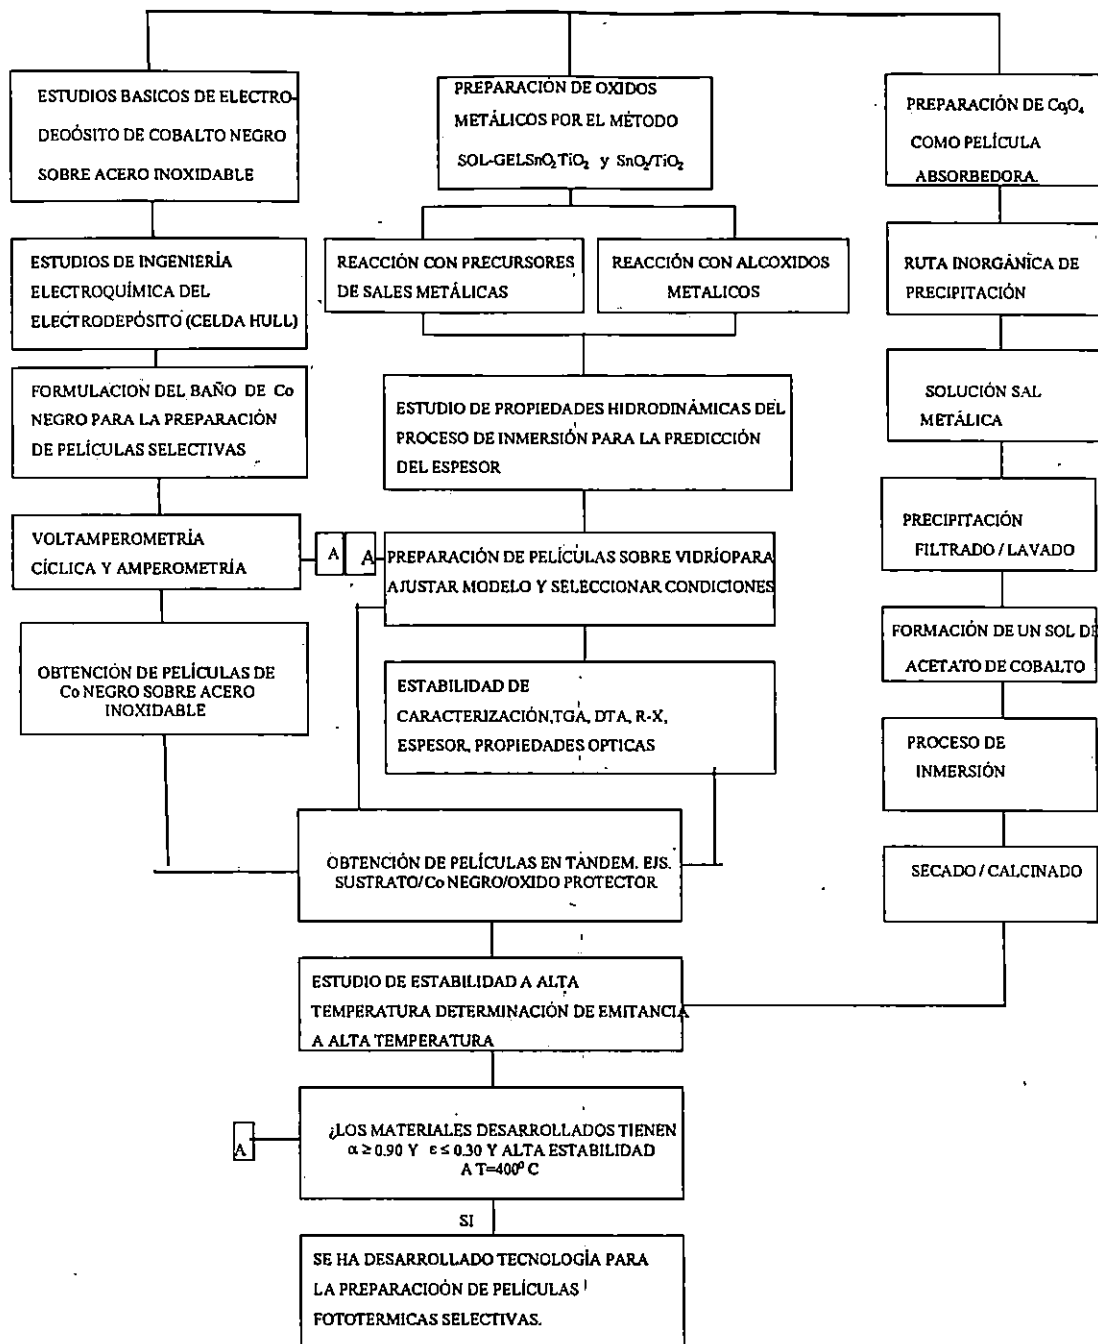 ESTUDIOS BASICOS DE ELECTRO-
DEOÓSITO DE COBALTO NEGRO
SOBRE ACERO INOXIDABLE
PREPARACIÓN DE OXIDOS
METÁLICOS POR EL MÉTODO
SOL-GELSnO₂TiO₂ y SnO₂/TiO₂
PREPARACIÓN DE Co₃O₄
COMO PELÍCULA
ABSORBEDORA.
ESTUDIOS DE INGENIERÍA
ELECTROQUÍMICA DEL
ELECTRODEPÓSITO (CELDA HULL)
REACCIÓN CON PRECURSORES
DE SALES METÁLICAS
REACCIÓN CON ALCOXIDOS
METALICOS
RUTA INORGÁNICA DE
PRECIPITACIÓN
FORMULACION DEL BAÑO DE Co
NEGRO PARA LA PREPARACIÓN
DE PELÍCULAS SELECTIVAS
ESTUDIO DE PROPIEDADES HIDRODINÁMICAS DEL
PROCESO DE INMERSIÓN PARA LA PREDICCIÓN
DEL ESPESOR
SOLUCIÓN SAL
METÁLICA
VOLTAMPEROMETRÍA
CÍCLICA Y AMPEROMETRÍA
A
A
PREPARACIÓN DE PELÍCULAS SOBRE VIDRÍOPARA
AJUSTAR MODELO Y SELECCIONAR CONDICIONES
PRECIPITACIÓN
FILTRADO / LAVADO
OBTENCIÓN DE PELÍCULAS DE
Co NEGRO SOBRE ACERO
INOXIDABLE
ESTABILIDAD DE
CARACTERIZACIÓN,TGA, DTA, R-X,
ESPESOR, PROPIEDADES OPTICAS
FORMACIÓN DE UN SOL DE
ACETATO DE COBALTO
PROCESO DE
INMERSIÓN
OBTENCIÓN DE PELÍCULAS EN TÁNDEM. EJS.
SUSTRATO/Co NEGRO/OXIDO PROTECTOR
SECADO / CALCINADO
ESTUDIO DE ESTABILIDAD A ALTA
TEMPERATURA DETERMINACIÓN DE EMITANCIA
A ALTA TEMPERATURA
A
¿LOS MATERIALES DESARROLLADOS TIENEN
α ≥ 0.90 Y ε ≤ 0.30 Y ALTA ESTABILIDAD
A T=400⁰ C
SI
SE HA DESARROLLADO TECNOLOGÍA PARA
LA PREPARACIOÓN DE PELÍCULAS
FOTOTERMICAS SELECTIVAS.